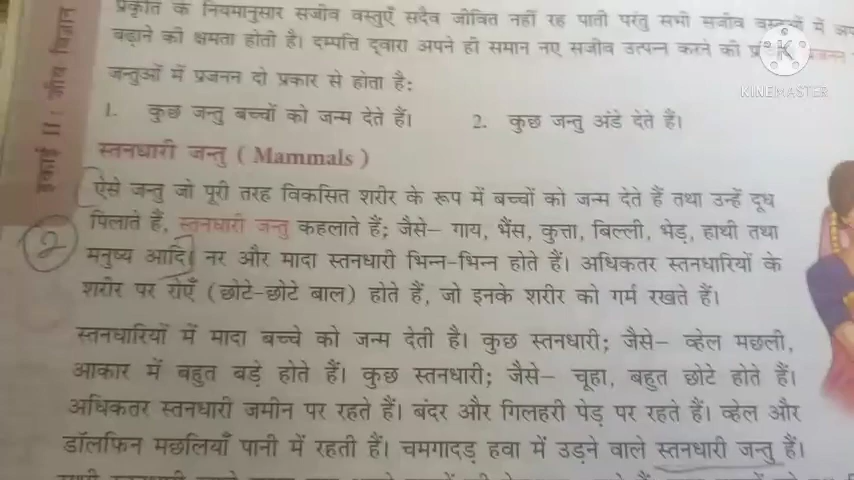 प्रकृति के नियमानुसार सजीव वस्तुएँ सदैव जीवित नहीं रह पाती परंतु सभी सजीव में
बढ़ाने की क्षमता होती है। दम्पत्ति द्वारा अपने ही समान नए सजीव उत्पन्न करने की
जन्तुओं में प्रजनन दो प्रकार से होता है:
1. कुछ जन्तु बच्चों को जन्म देते हैं। 2. कुछ जन्तु अंडे देते हैं।
स्तनधारी जन्तु ( Mammals )
ऐसे जन्तु जो पूरी तरह विकसित शरीर के रूप में बच्चों को जन्म देते हैं तथा उन्हें दूध
पिलाते हैं, स्तनधारी जन्तु कहलाते हैं; जैसे– गाय, भैंस, कुत्ता, बिल्ली, भेड़, हाथी तथा
मनुष्य आदि। नर और मादा स्तनधारी भिन्न-भिन्न होते हैं। अधिकतर स्तनधारियों के
शरीर पर रोएँ (छोटे-छोटे बाल) होते हैं, जो इनके शरीर को गर्म रखते हैं।
स्तनधारियों में मादा बच्चे को जन्म देती है। कुछ स्तनधारी; जैसे– व्हेल मछली,
आकार में बहुत बड़े होते हैं। कुछ स्तनधारी; जैसे– चूहा, बहुत छोटे होते हैं।
अधिकतर स्तनधारी जमीन पर रहते हैं। बंदर और गिलहरी पेड़ पर रहते हैं। व्हेल और
डॉलफिन मछलियाँ पानी में रहती हैं। चमगादड़ हवा में उड़ने वाले स्तनधारी जन्तु हैं।
इकाई II : जीव विज्ञान
2
KINEMASTER